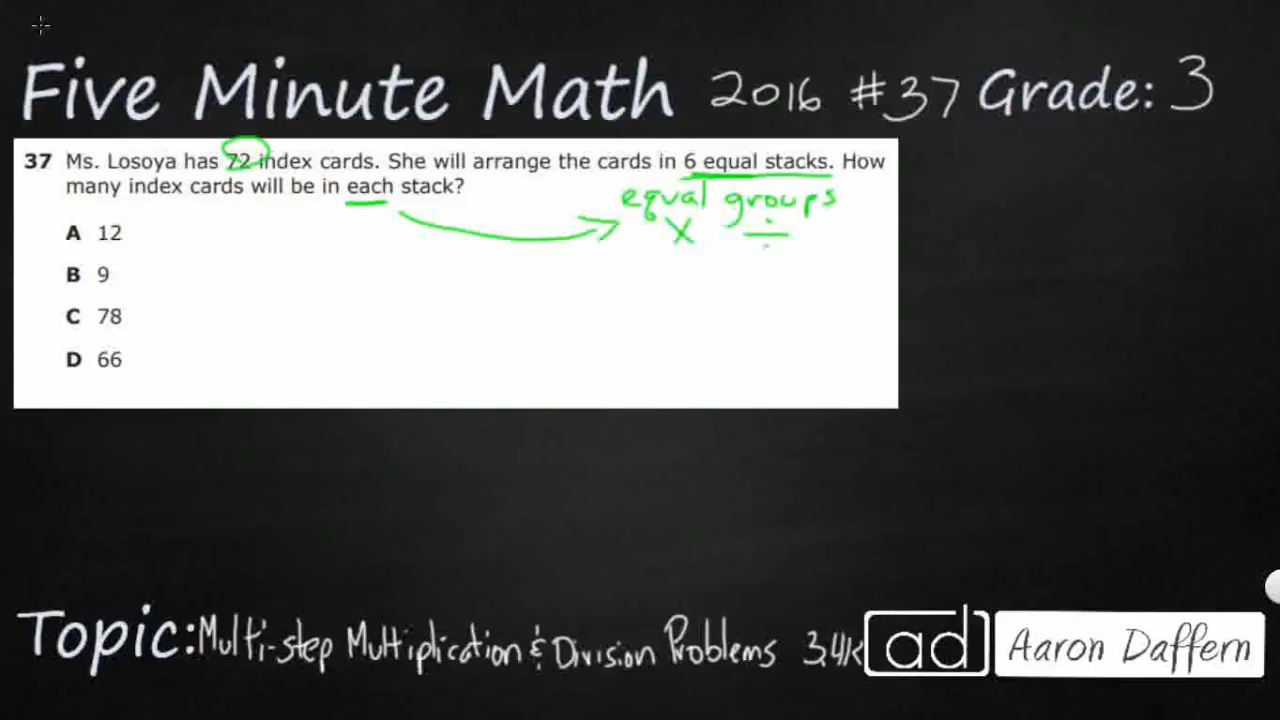 Five Minute Math 2016 #37 Grade: 3
37 Ms. Losoya has 72 index cards. She will arrange the cards in 6 equal stacks. How
many index cards will be in each stack?
equal groups
X ÷
A 12
B 9
C 78
D 66
Topic: Multi-step Multiplication & Division Problems 3.4K
ad Aaron Daffern